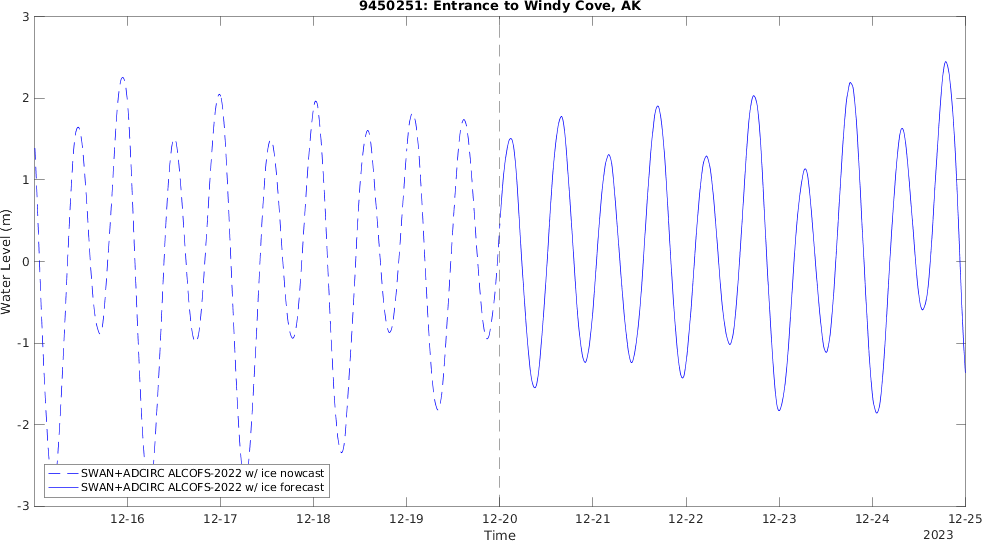 9450251: Entrance to Windy Cove, AK
3
2
1
0
-1
-2
-3
Water Level (m)
SWAN+ADCIRC ALCOFS-2022 w/ ice nowcast
SWAN+ADCIRC ALCOFS-2022 w/ ice forecast
12-16 12-17 12-18 12-19 12-20 12-21 12-22 12-23 12-24 12-25
Time
2023